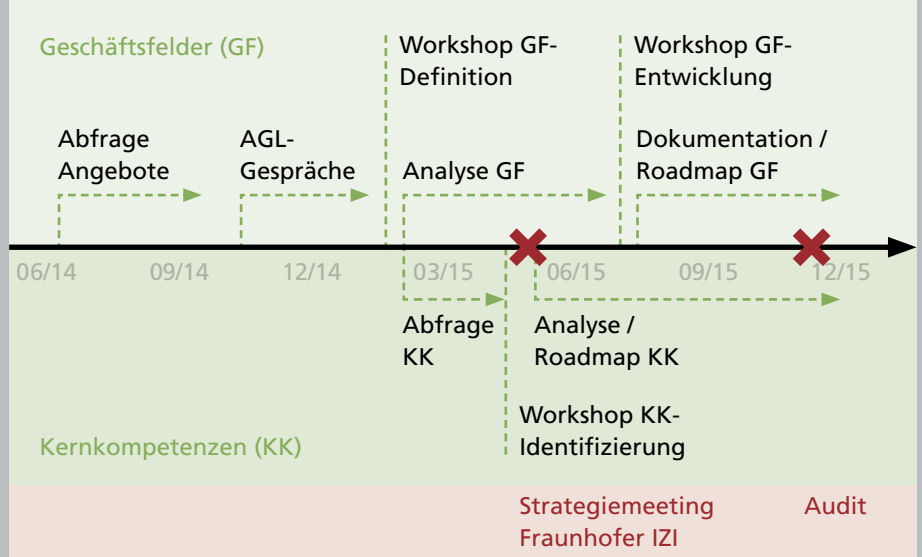 Geschäftsfelder (GF)
Workshop GF-
Definition
Workshop GF-
Entwicklung
Abfrage
Angebote
AGL-
Gespräche
Analyse GF
Dokumentation /
Roadmap GF
06/14
09/14
12/14
03/15
06/15
09/15
12/15
Abfrage
KK
Analyse /
Roadmap KK
Workshop KK-
Identifizierung
Kernkompetenzen (KK)
Strategiemeeting
Fraunhofer IZI
Audit